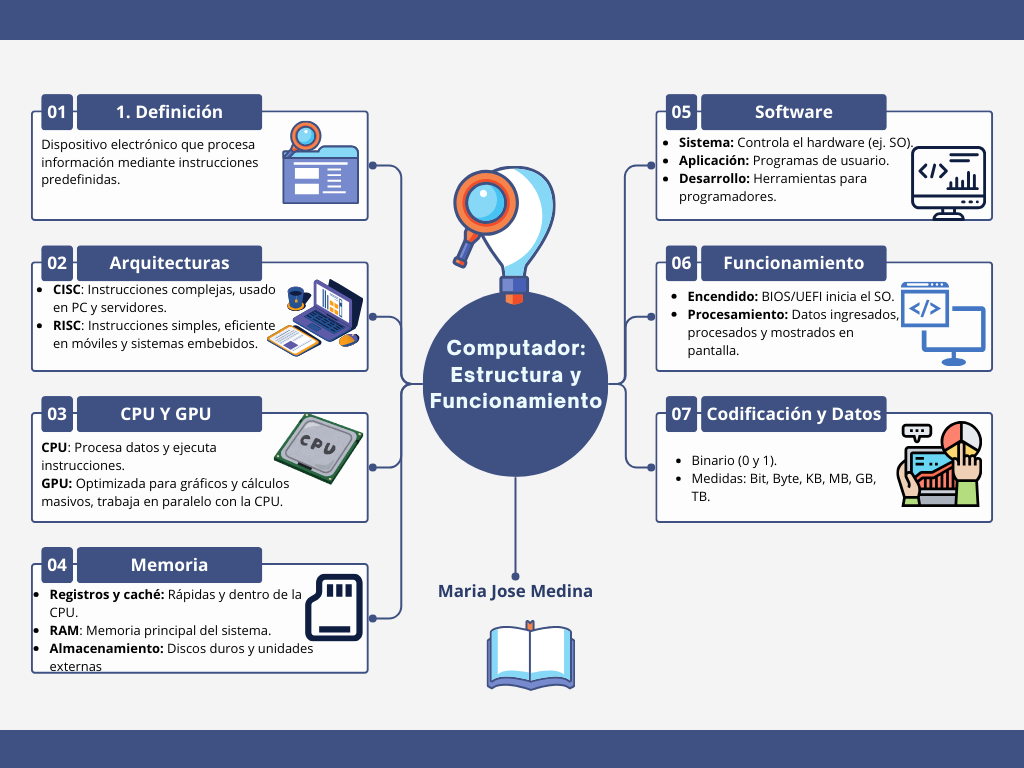 01
1. Definición
Dispositivo electrónico que procesa
información mediante instrucciones
predefinidas.
02
Arquitecturas
• CISC: Instrucciones complejas, usado
en PC y servidores.
• RISC: Instrucciones simples, eficiente
en móviles y sistemas embebidos.
03
CPU Y GPU
CPU: Procesa datos y ejecuta
instrucciones.
GPU: Optimizada para gráficos y cálculos
masivos, trabaja en paralelo con la CPU.
CPU
04
Memoria
• Registros y caché: Rápidas y dentro de la
CPU.
• RAM: Memoria principal del sistema.
• Almacenamiento: Discos duros y unidades
externas
Computador:
Estructura y
Funcionamiento
Maria Jose Medina
05
Software
• Sistema: Controla el hardware (ej. SO).
• Aplicación: Programas de usuario.
• Desarrollo: Herramientas para
programadores.
</>
06
Funcionamiento
• Encendido: BIOS/UEFI inicia el SO.
• Procesamiento: Datos ingresados,
procesados y mostrados en
pantalla.
</>
07
Codificación y Datos
• Binario (0 y 1).
• Medidas: Bit, Byte, KB, MB, GB,
TB.